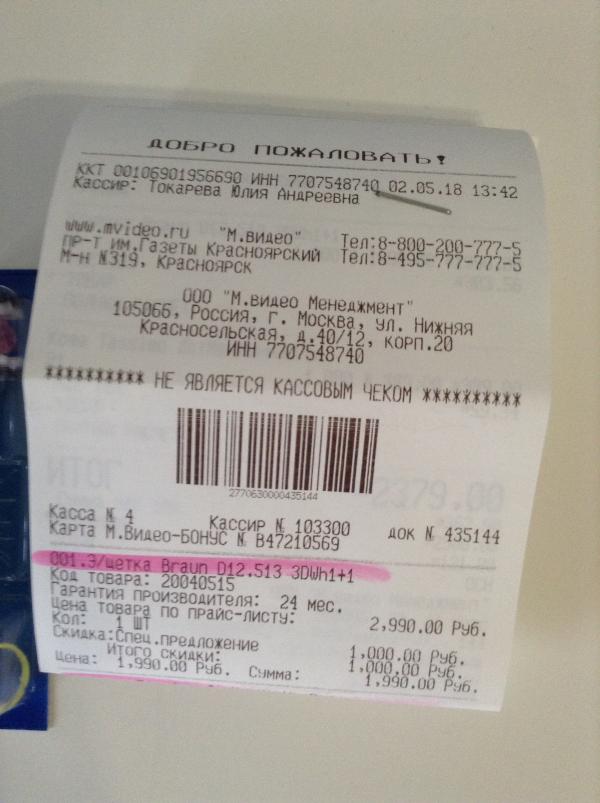 ДОБРО ПОЖАЛОВАТЬ!
ККТ 00106901956690 ИНН 7707548740 02.05.18 13:42
Кассир: Токарева Юлия Андреевна
www.mvideo.ru "М.видео" Тел:8-800-200-777-5
пр-т им.Газеты Красноярский Тел:8-495-777-777-5
М-н №319, Красноярск
ООО "М.видео Менеджмент"
105066, Россия, г. Москва, ул. Нижняя
Красносельская, д.40/12, корп.20
ИНН 7707548740
********** НЕ ЯВЛЯЕТСЯ КАССОВЫМ ЧЕКОМ **********
2770630000435144
Касса № 4 Кассир № 103300 док № 435144
Карта М.Видео-БОНУС № B47210569
001.Э/щетка Braun D12.513 3DWh1+1
Код товара: 20040515
Гарантия производителя: 24 мес.
Цена товара по прайс-листу: 2,990.00 Руб.
Кол: 1 ШТ
Скидка:Спец.предложение 1,000.00 Руб.
Итого скидки: 1,000.00 Руб.
Цена: 1,990.00 Руб. Сумма: 1,990.00 Руб.
ИТОГ 2379.00